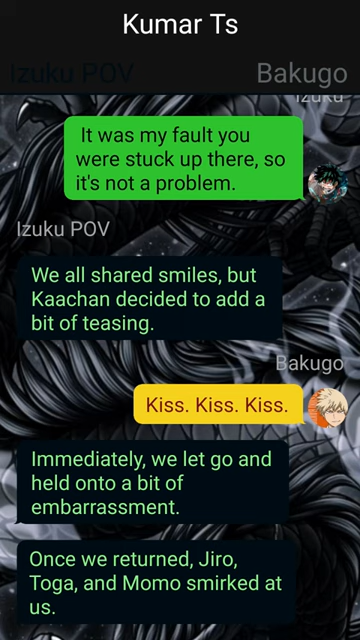 Kumar Ts
Izuku POV
Bakugo
Izuku
It was my fault you
were stuck up there, so
it's not a problem.
Izuku POV
We all shared smiles, but
Kaachan decided to add a
bit of teasing.
Bakugo
Kiss. Kiss. Kiss.
Immediately, we let go and
held onto a bit of
embarrassment.
Once we returned, Jiro,
Toga, and Momo smirked at
us.